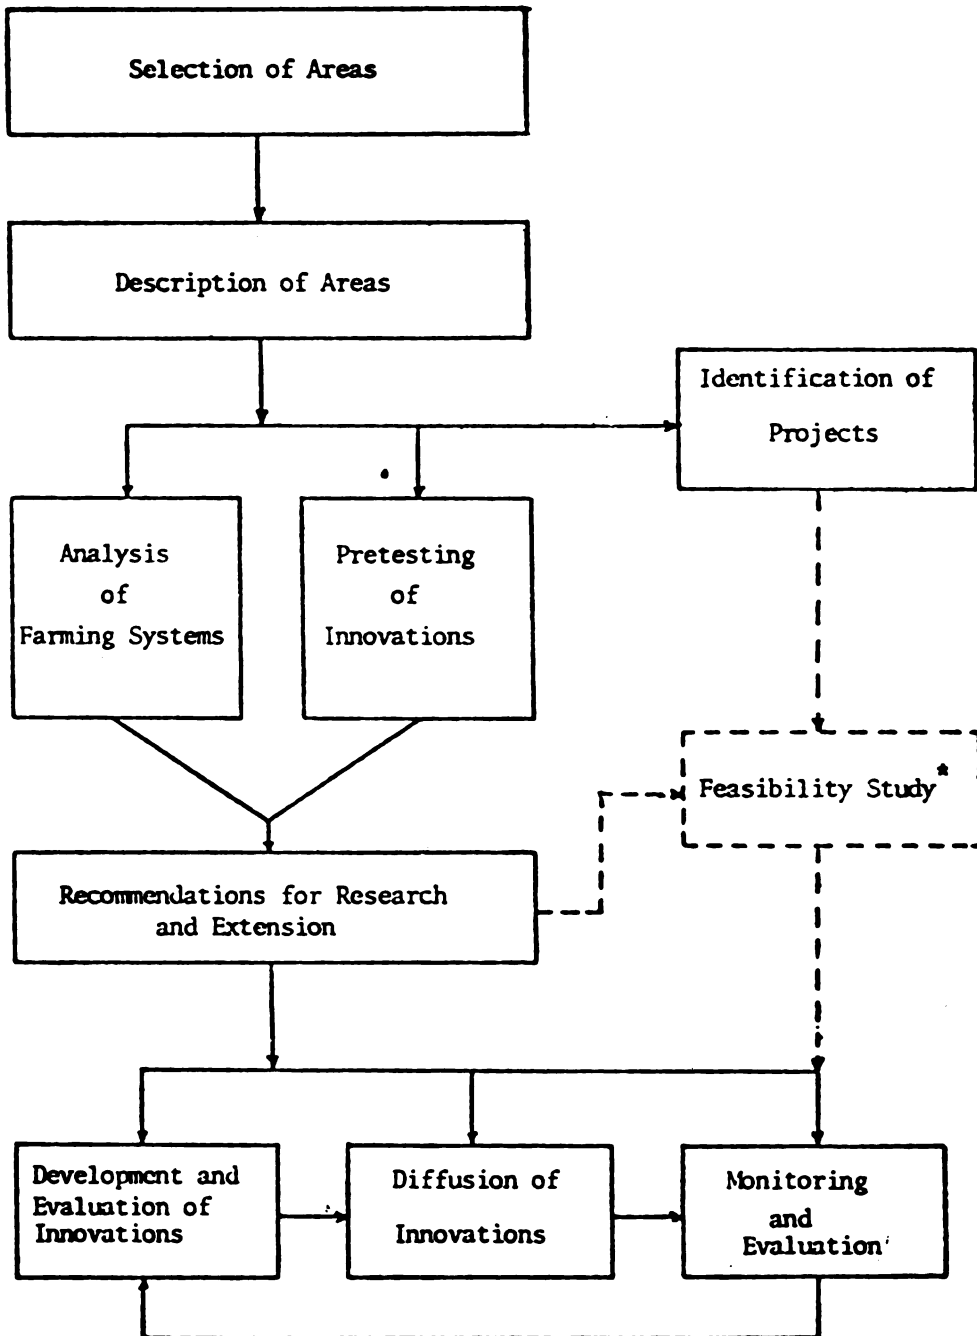 Selection of Areas
Description of Areas
Identification of
Projects
Analysis
of
Farming Systems
Pretesting
of
Innovations
Feasibility Study*
Recommendations for Research
and Extension
Development and
Evaluation of
Innovations
Diffusion of
Innovations
Monitoring
and
Evaluation